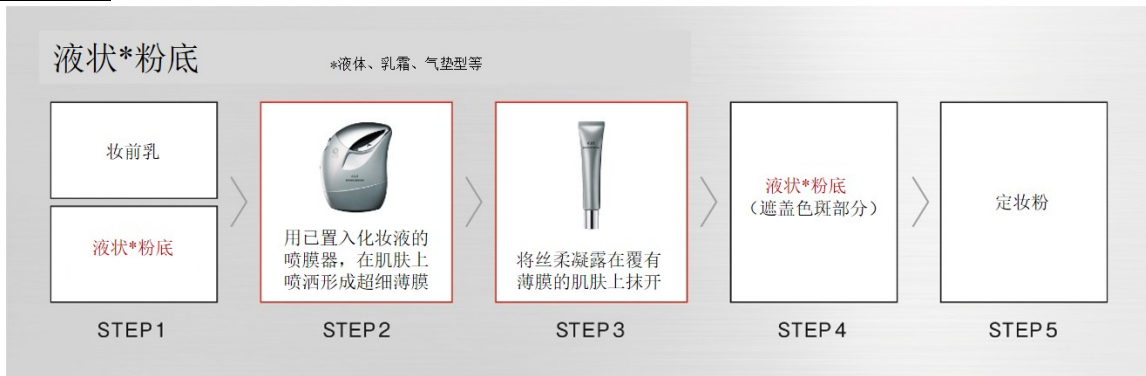 液状*粉底
*液体、乳霜、气垫型等
妆前乳
液状*粉底
用已置入化妆液的
喷膜器，在肌肤上
喷洒形成超细薄膜
将丝柔凝露在覆有
薄膜的肌肤上抹开
液状*粉底
（遮盖色斑部分）
定妆粉
STEP1
STEP2
STEP3
STEP4
STEP5